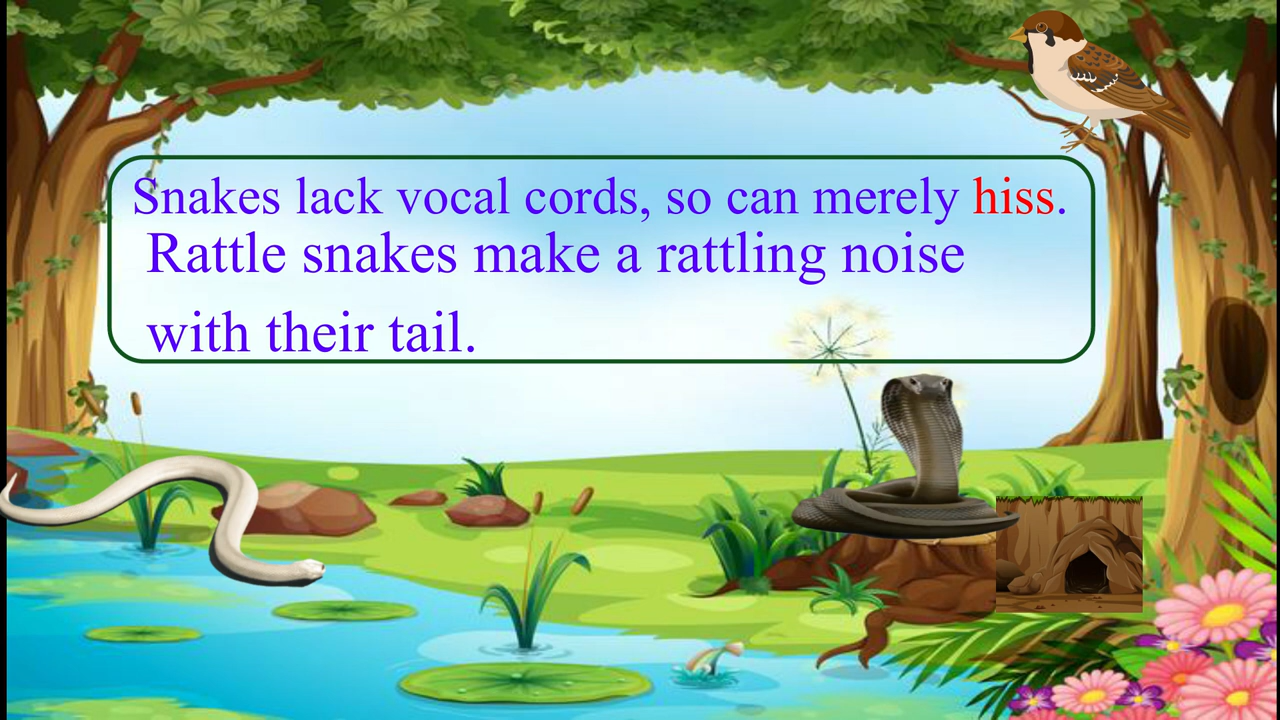 Snakes lack vocal cords, so can merely hiss.
Rattle snakes make a rattling noise
with their tail.